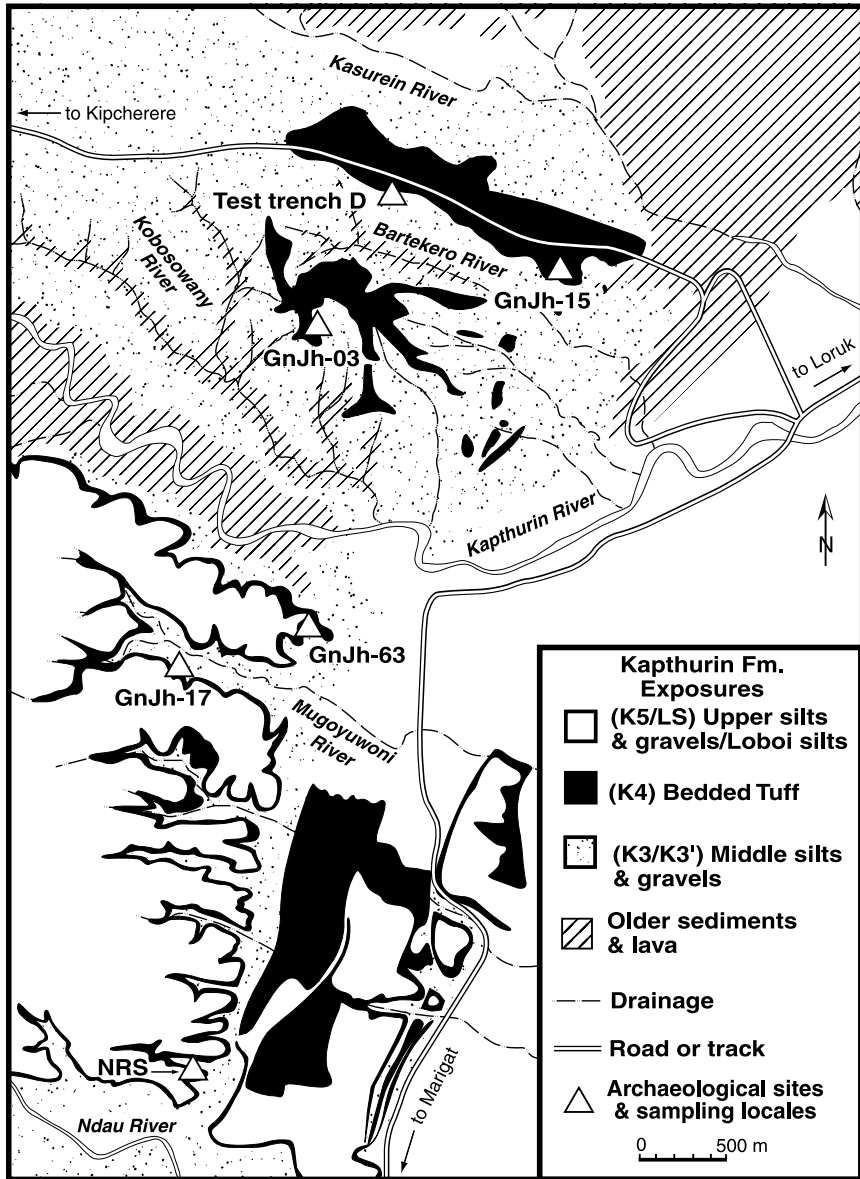 Kasurein River
to Kipcherere
Test trench D
Kobosowany
River
Bartekero River
GnJh-15
GnJh-03
to Loruk
Kapthurin River
N
GnJh-63
GnJh-17
Mugoyuwoni
River
NRS
Ndau River
to Marigat
Kapthurin Fm.
Exposures
(K5/LS) Upper silts
& gravels/Loboi silts
(K4) Bedded Tuff
(K3/K3') Middle silts
& gravels
Older sediments
& lava
Drainage
Road or track
Archaeological sites
& sampling locales
0 500 m